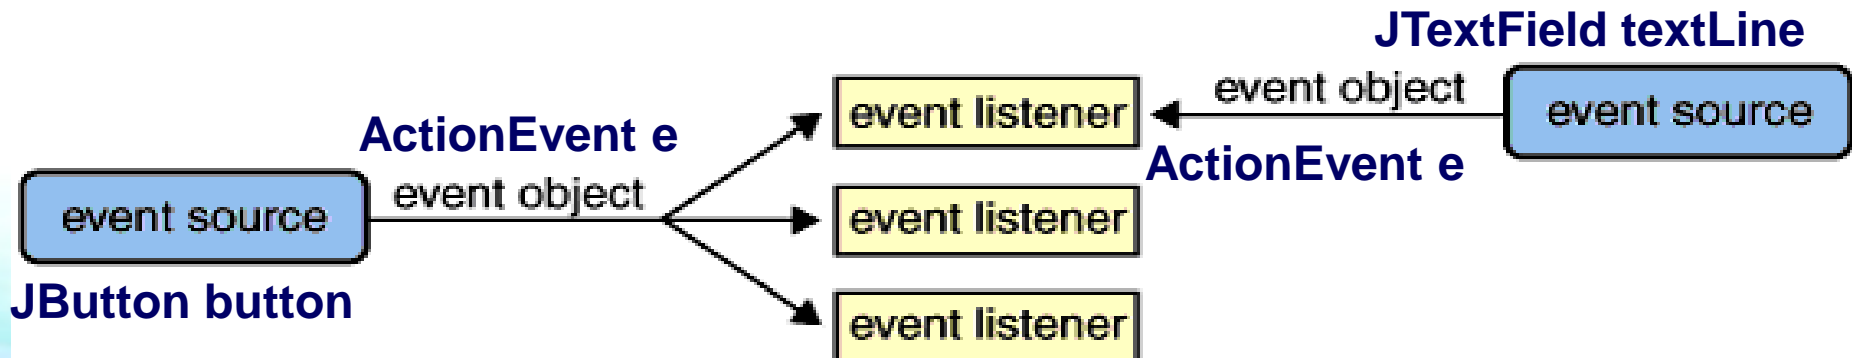 JTextField textLine
event listener
event object
event source
ActionEvent e
ActionEvent e
event source
event object
event listener
JButton button
event listener